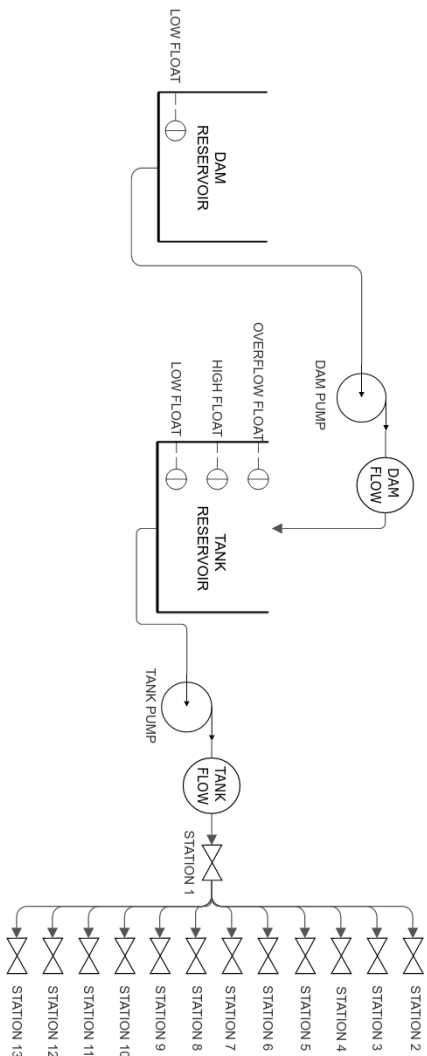 LOW FLOAT
DAM
RESERVOIR
DAM PUMP
DAM
FLOW
OVERFLOW FLOAT
HIGH FLOAT
LOW FLOAT
TANK
RESERVOIR
TANK PUMP
TANK
FLOW
STATION 1
STATION 2
STATION 3
STATION 4
STATION 5
STATION 6
STATION 7
STATION 8
STATION 9
STATION 10
STATION 11
STATION 12
STATION 13